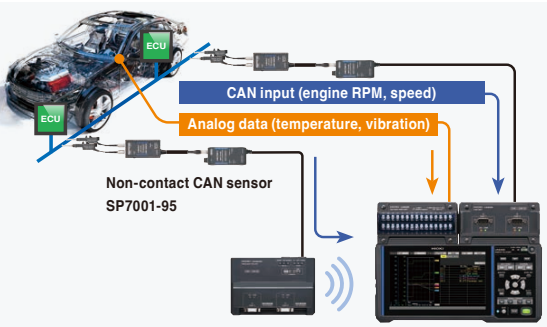 ECU
CAN input (engine RPM, speed)
ECU
Analog data (temperature, vibration)
Non-contact CAN sensor
SP7001-95